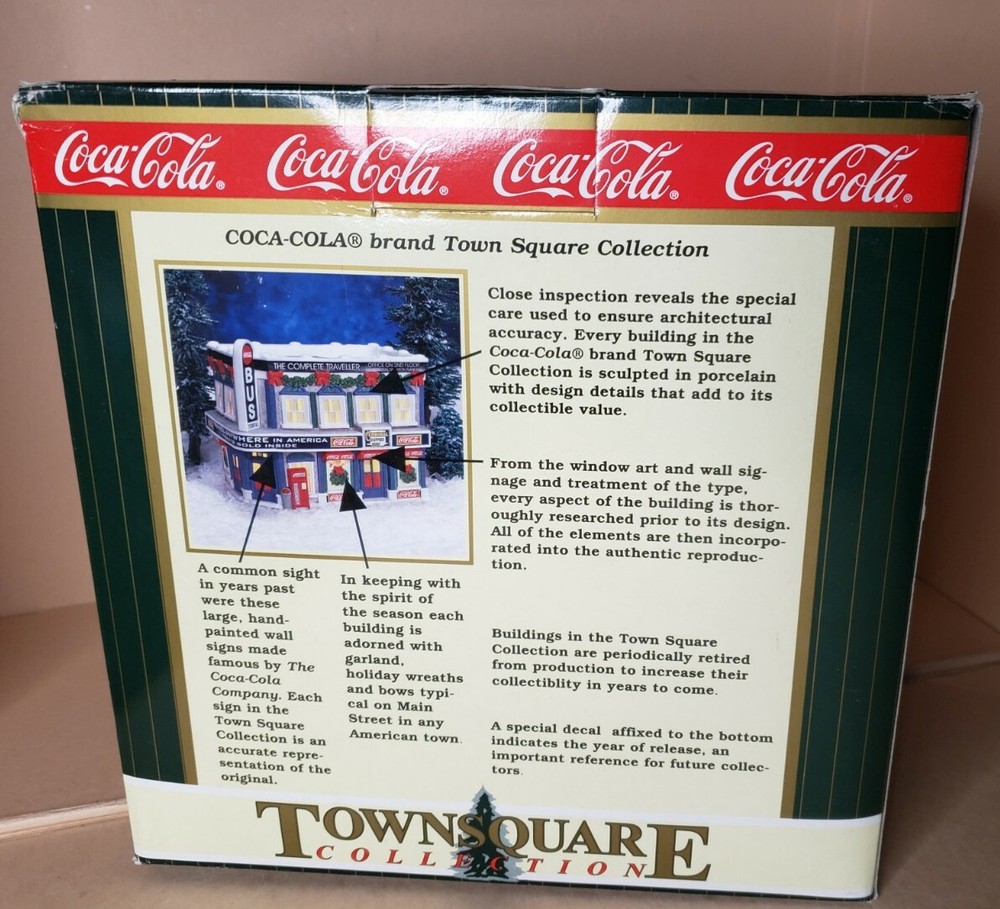 Coca-Cola® Coca-Cola® Coca-Cola® Coca-Cola®
COCA-COLA® brand Town Square Collection
BUS
THE COMPLETE TRAVELLER
OFFICE ON 2ND FLOOR
WHERE IN AMERICA
SOLD INSIDE
Coca-Cola
Coca-Cola
Close inspection reveals the special
care used to ensure architectural
accuracy. Every building in the
Coca-Cola® brand Town Square
Collection is sculpted in porcelain
with design details that add to its
collectible value.
From the window art and wall sig-
nage and treatment of the type,
every aspect of the building is thor-
oughly researched prior to its design.
All of the elements are then incorpo-
rated into the authentic reproduc-
tion.
A common sight
in years past
were these
large, hand-
painted wall
signs made
famous by The
Coca-Cola
Company. Each
sign in the
Town Square
Collection is an
accurate repre-
sentation of the
original.
In keeping with
the spirit of
the season each
building is
adorned with
garland,
holiday wreaths
and bows typi-
cal on Main
Street in any
American town.
Buildings in the Town Square
Collection are periodically retired
from production to increase their
collectiblity in years to come.
A special decal affixed to the bottom
indicates the year of release, an
important reference for future collec-
tors.
TOWNSQUARE
COLLECTION